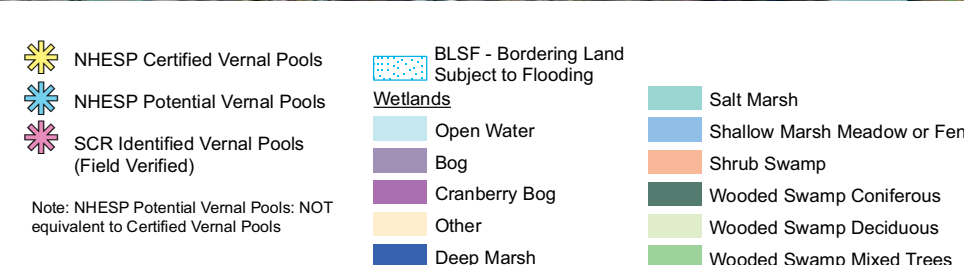 NHESP Certified Vernal Pools
NHESP Potential Vernal Pools
SCR Identified Vernal Pools
(Field Verified)
Note: NHESP Potential Vernal Pools: NOT
equivalent to Certified Vernal Pools
BLSF - Bordering Land
Subject to Flooding
Wetlands
Open Water
Bog
Cranberry Bog
Other
Deep Marsh
Salt Marsh
Shallow Marsh Meadow or Fen
Shrub Swamp
Wooded Swamp Coniferous
Wooded Swamp Deciduous
Wooded Swamp Mixed Trees